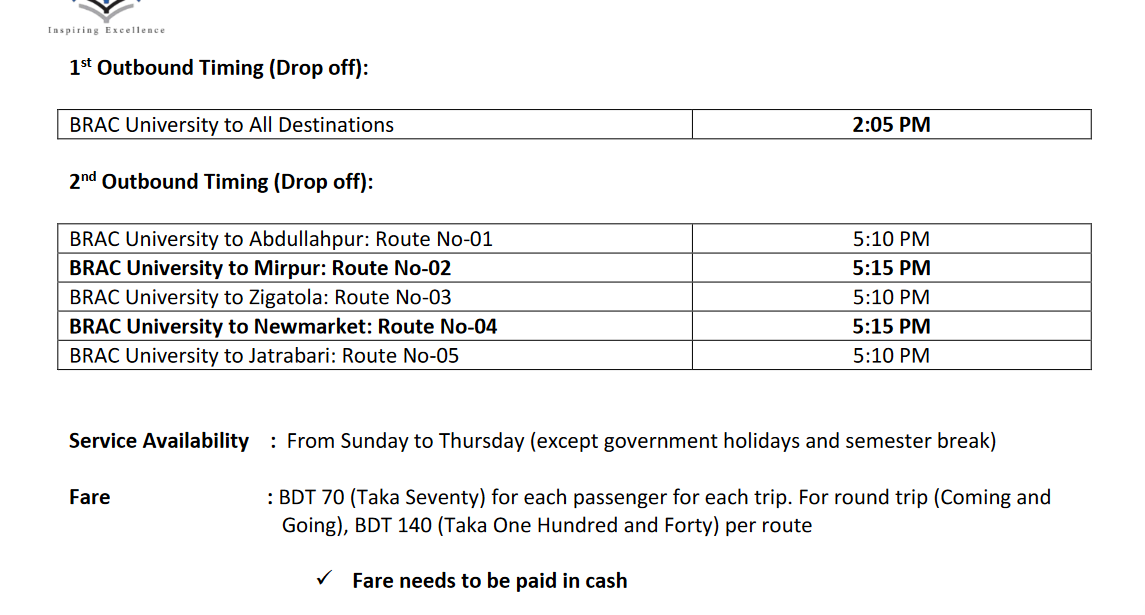 Inspiring Excellence
1st Outbound Timing (Drop off):
BRAC University to All Destinations 2:05 PM
2nd Outbound Timing (Drop off):
BRAC University to Abdullahpur: Route No-01 5:10 PM
BRAC University to Mirpur: Route No-02 5:15 PM
BRAC University to Zigatola: Route No-03 5:10 PM
BRAC University to Newmarket: Route No-04 5:15 PM
BRAC University to Jatrabari: Route No-05 5:10 PM
Service Availability : From Sunday to Thursday (except government holidays and semester break)
Fare : BDT 70 (Taka Seventy) for each passenger for each trip. For round trip (Coming and
Going), BDT 140 (Taka One Hundred and Forty) per route
✓ Fare needs to be paid in cash